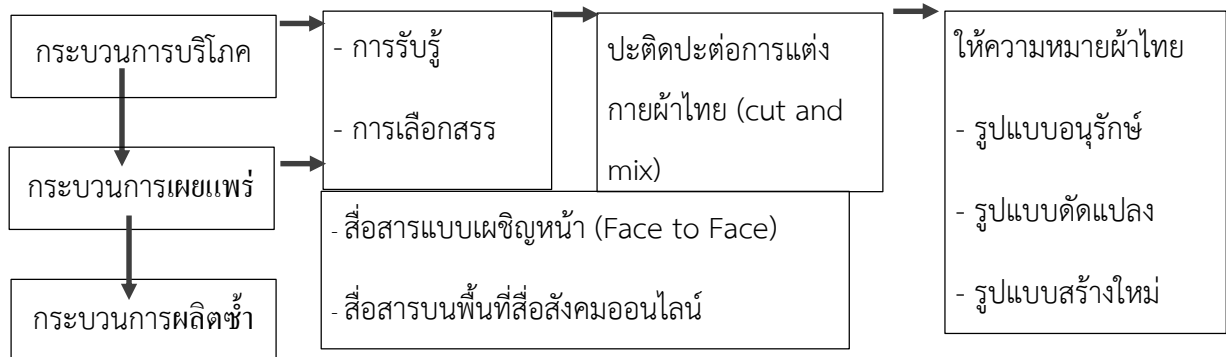 กระบวนการบริโภค
- การรับรู้
- การเลือกสรร
ปะติดปะต่อการแต่ง
กายผ้าไทย (cut and
mix)
ให้ความหมายผ้าไทย
- รูปแบบอนุรักษ์
- รูปแบบดัดแปลง
- รูปแบบสร้างใหม่
กระบวนการเผยแพร่
- สื่อสารแบบเผชิญหน้า (Face to Face)
- สื่อสารบนพื้นที่สื่อสังคมออนไลน์
กระบวนการผลิตซ้ำ